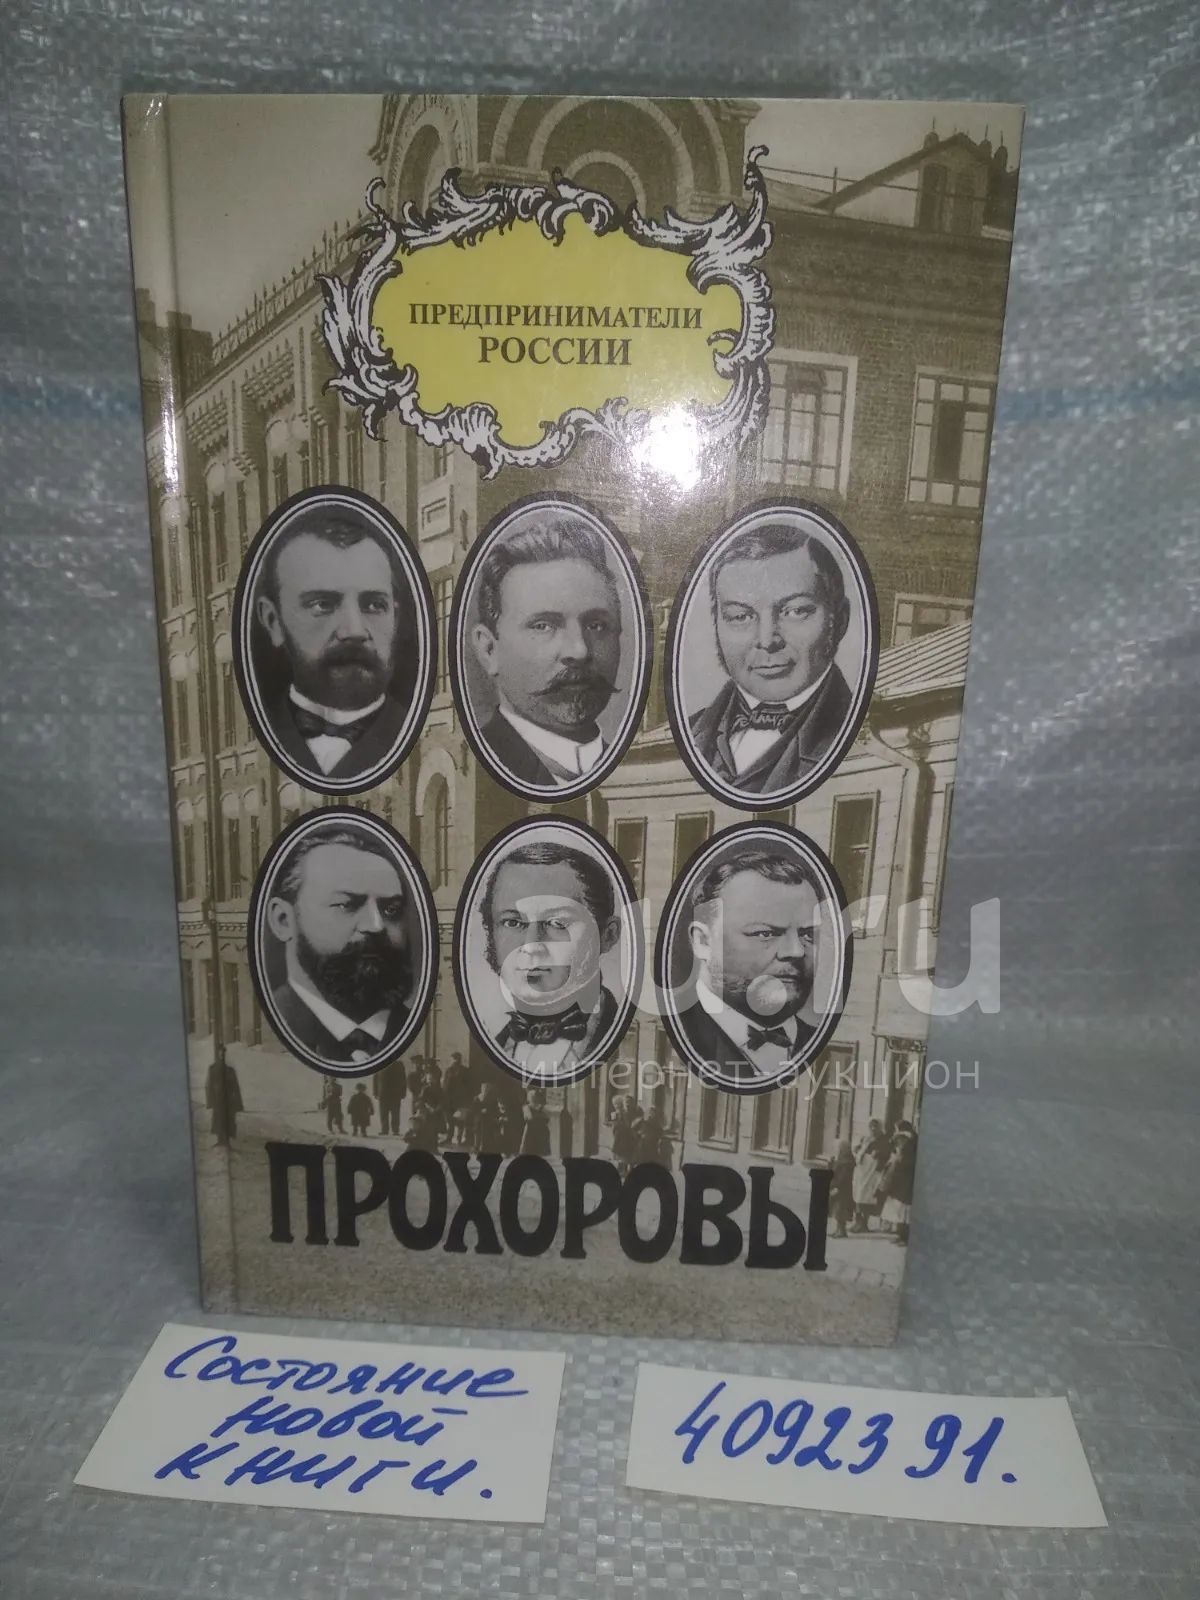 ПРЕДПРИНИМАТЕЛИ
РОССИИ
au.ru
интернет-аукцион
ПРОХОРОВЫ
Состояние
новой
книги.
4092391.